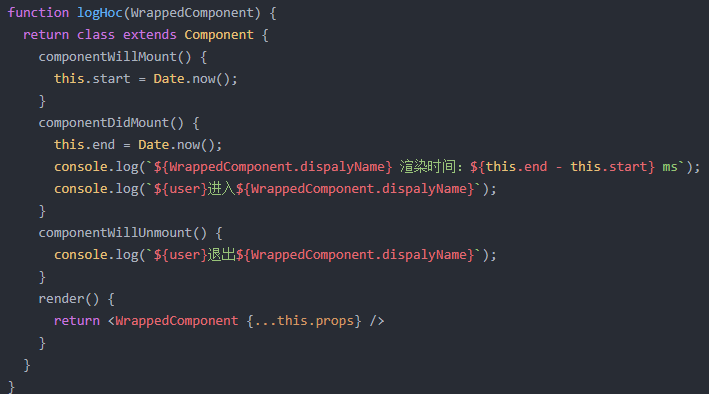 function logHoc(WrappedComponent) {
  return class extends Component {
    componentWillMount() {
      this.start = Date.now();
    }
    componentDidMount() {
      this.end = Date.now();
      console.log(`${WrappedComponent.dispalyName} 渲染时间：${this.end - this.start} ms`);
      console.log(`${user}进入${WrappedComponent.dispalyName}`);
    }
    componentWillUnmount() {
      console.log(`${user}退出${WrappedComponent.dispalyName}`);
    }
    render() {
      return <WrappedComponent {...this.props} />
    }
  }
}